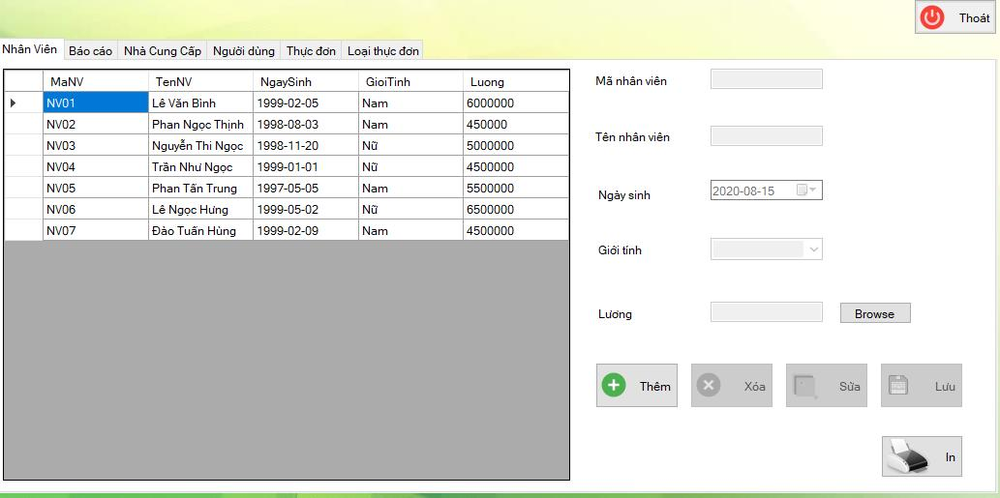 Thoát
Nhân Viên Báo cáo Nhà Cung Cấp Người dùng Thực đơn Loại thực đơn
MaNV TenNV NgaySinh GioiTinh Luong
NV01 Lê Văn Bình 1999-02-05 Nam 6000000
NV02 Phan Ngọc Thịnh 1998-08-03 Nam 450000
NV03 Nguyễn Thi Ngọc 1998-11-20 Nữ 5000000
NV04 Trần Như Ngọc 1999-01-01 Nữ 4500000
NV05 Phan Tấn Trung 1997-05-05 Nam 5500000
NV06 Lê Ngọc Hưng 1999-05-02 Nữ 6500000
NV07 Đào Tuấn Hùng 1999-02-09 Nam 4500000
Mã nhân viên
Tên nhân viên
Ngày sinh 2020-08-15
Giới tính
Lương Browse
Thêm Xóa Sửa Lưu
In